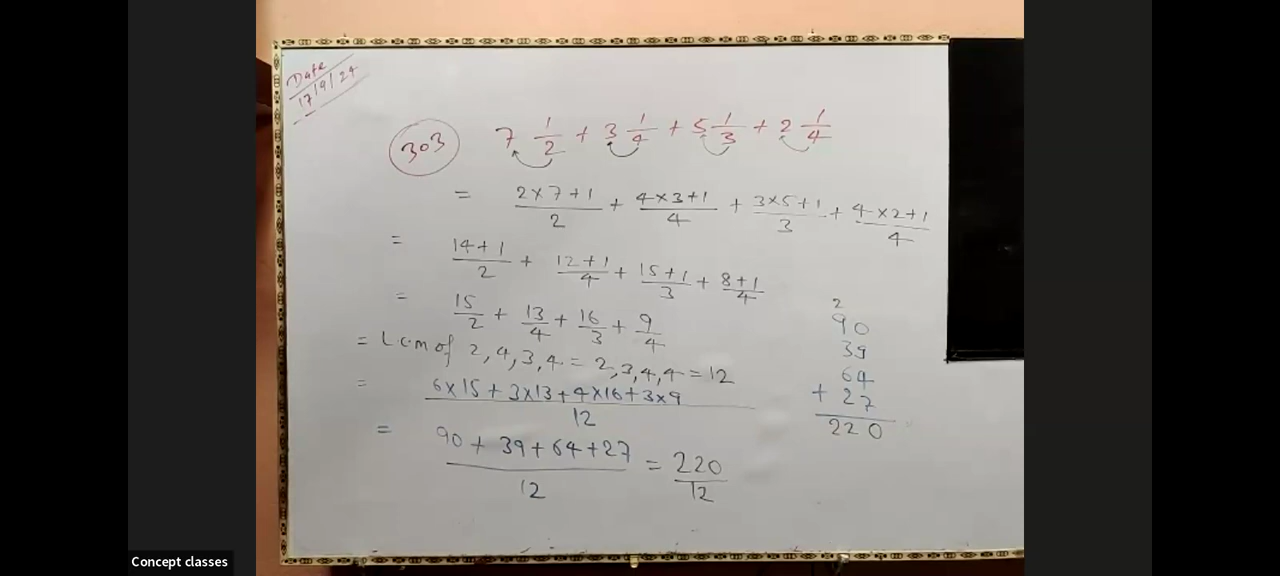 Date
17/9/24
303
7 1/2 + 3 1/4 + 5 1/3 + 2 1/4
= 2×7+1/2 + 4×3+1/4 + 3×5+1/3 + 4×2+1/4
= 14+1/2 + 12+1/4 + 15+1/3 + 8+1/4
= 15/2 + 13/4 + 16/3 + 9/4
= LCM of 2,4,3,4 = 2,3,4,4 = 12
= 6×15+3×13+4×16+3×9/12
= 90+39+64+27/12 = 220/12
2
90
39
64
+ 27
220
Concept classes